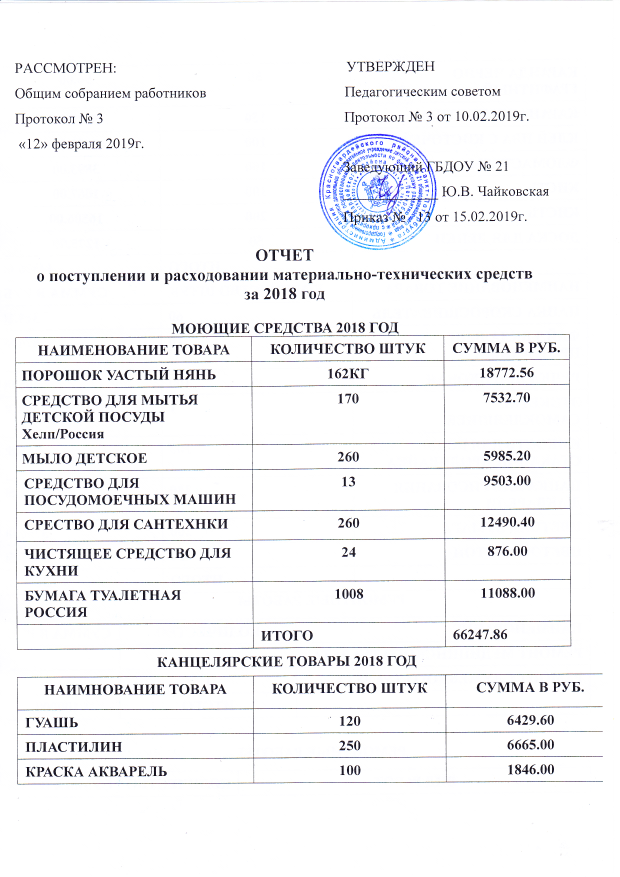 РАССМОТРЕН:
Общим собранием работников
Протокол № 3
«12» февраля 2019г.
УТВЕРЖДЕН
Педагогическим советом
Протокол № 3 от 10.02.2019г.
Заведующий ГБДОУ № 21
Ю.В. Чайковская
Приказ № 13 от 15.02.2019г.
ОТЧЕТ
о поступлении и расходовании материально-технических средств
за 2018 год
МОЮЩИЕ СРЕДСТВА 2018 ГОД
НАИМЕНОВАНИЕ ТОВАРА КОЛИЧЕСТВО ШТУК СУММА В РУБ.
ПОРОШОК УАСТЫЙ НЯНЬ 162КГ 18772.56
СРЕДСТВО ДЛЯ МЫТЬЯ 170 7532.70
ДЕТСКОЙ ПОСУДЫ
Хелп/Россия
МЫЛО ДЕТСКОЕ 260 5985.20
СРЕДСТВО ДЛЯ 13 9503.00
ПОСУДОМОЕЧНЫХ МАШИН
СРЕСТВО ДЛЯ САНТЕХНКИ 260 12490.40
ЧИСТЯЩЕЕ СРЕДСТВО ДЛЯ 24 876.00
КУХНИ
БУМАГА ТУАЛЕТНАЯ 1008 11088.00
РОССИЯ
ИТОГО 66247.86
КАНЦЕЛЯРСКИЕ ТОВАРЫ 2018 ГОД
НАИМНОВАНИЕ ТОВАРА КОЛИЧЕСТВО ШТУК СУММА В РУБ.
ГУАШЬ 120 6429.60
ПЛАСТИЛИН 250 6665.00
КРАСКА АКВАРЕЛЬ 100 1846.00